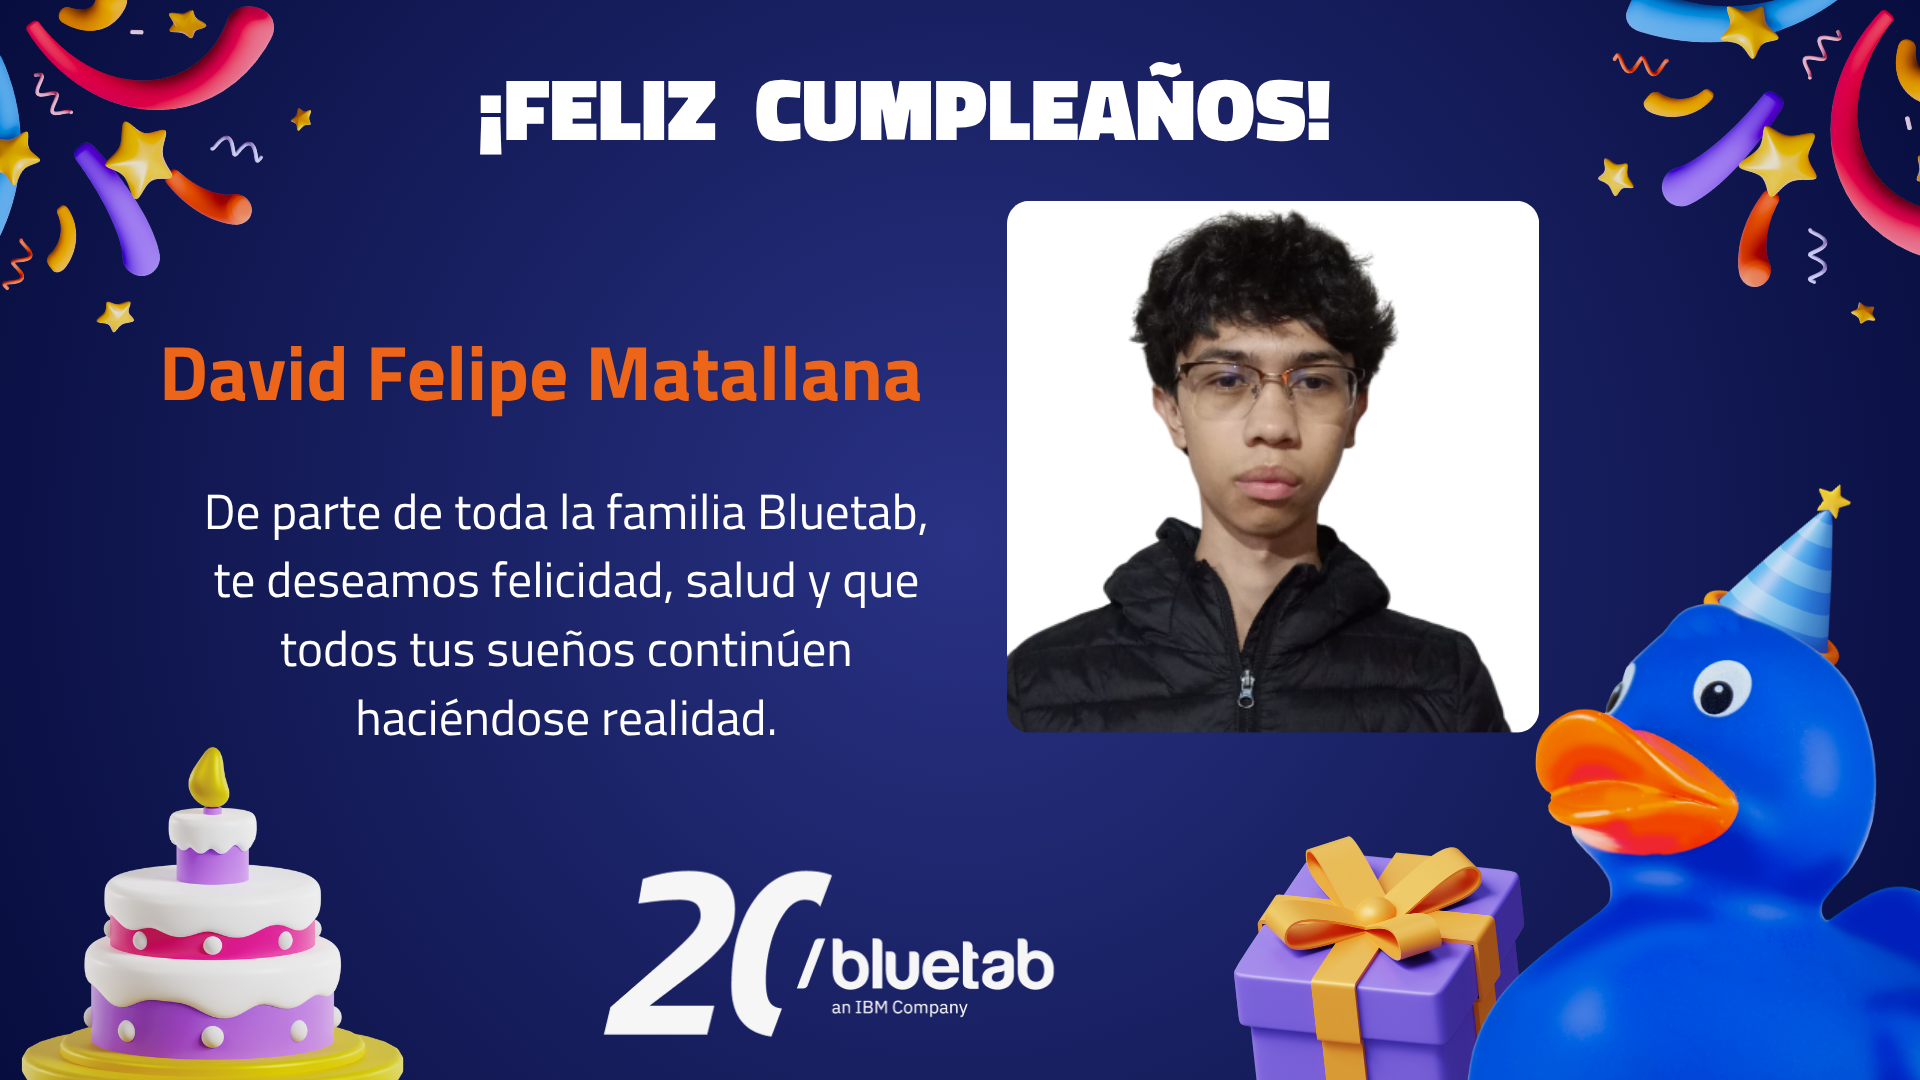 ¡FELIZ CUMPLEAÑOS!
David Felipe Matallana
De parte de toda la familia Bluetab,
te deseamos felicidad, salud y que
todos tus sueños continúen
haciéndose realidad.
20/bluetab
an IBM Company